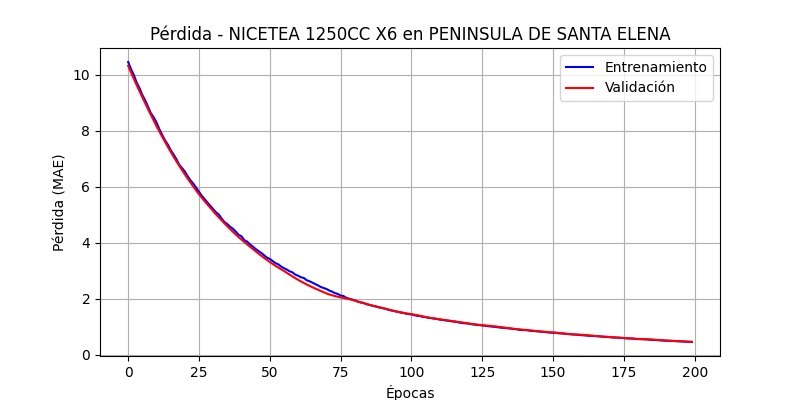 Pérdida - NICETEA 1250CC X6 en PENINSULA DE SANTA ELENA
Entrenamiento
Validación
Pérdida (MAE)
10
8
6
4
2
0
0 25 50 75 100 125 150 175 200
Épocas